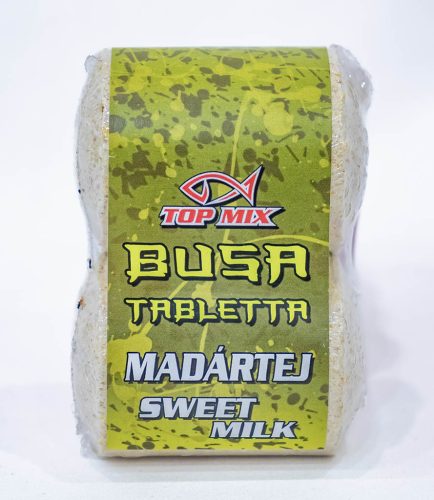 TOP MIX
BUSA
TABLETTA
MADÁRTEJ
SWEET
MILK